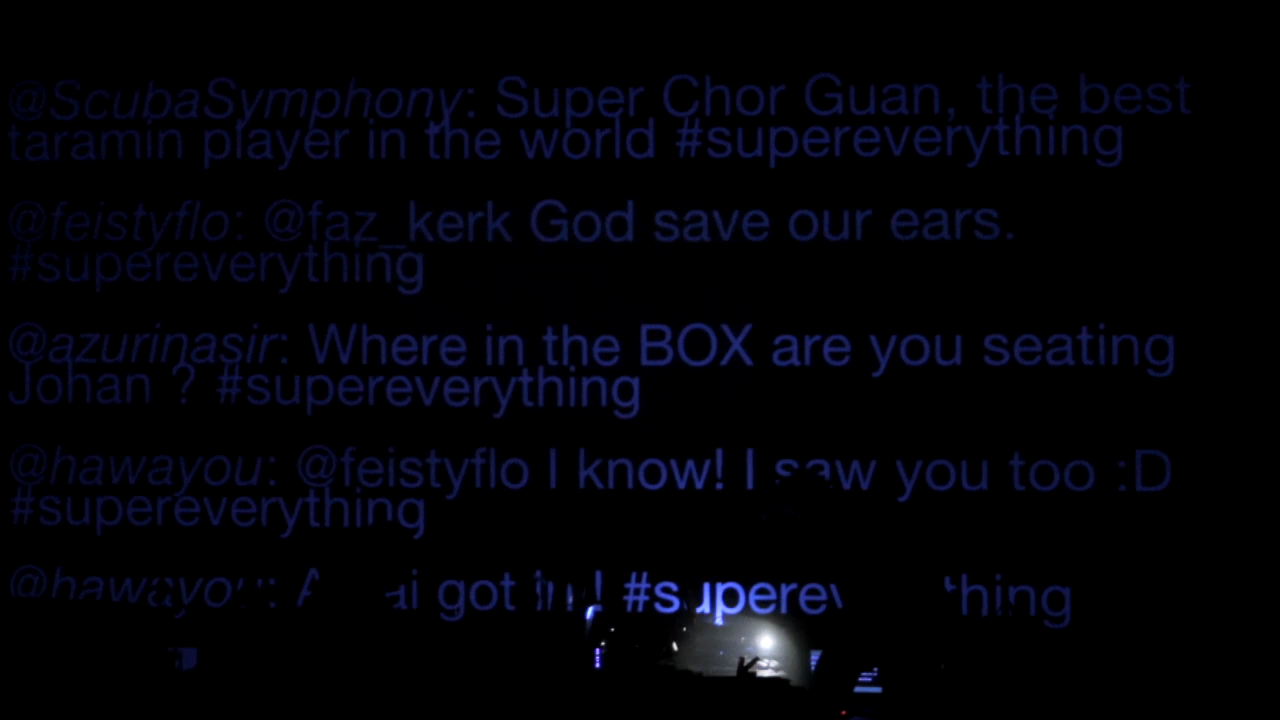 @ScubaSymphony: Super Chor Guan, the best
taramin player in the world #supereverything
@feistyflo: @faz_kerk God save our ears.
#supereverything
@azurinasir: Where in the BOX are you seating
Johan ? #supereverything
@hawayou: @feistyflo I know! I saw you too :D
#supereverything
@hawayou: got in! #supereverything